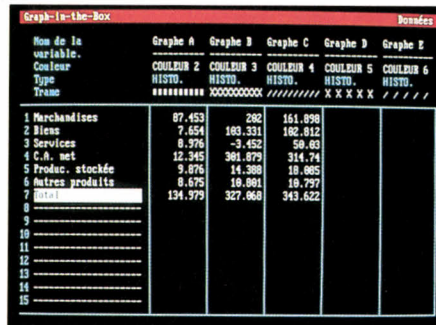 Graph-in-the-Box Données
Nom de la variable. Graphe A Graphe B Graphe C Graphe D Graphe E
Couleur COULEUR 2 COULEUR 3 COULEUR 4 COULEUR 5 COULEUR 6
Type HISTO. HISTO. HISTO. HISTO. HISTO.
Trame XXXXXXXXXX ////////// X X X X X / / / / /
1 Marchandises 87.453 202 161.898
2 Biens 7.654 103.331 102.812
3 Services 8.976 -3.452 50.03
4 C.A. net 12.345 301.879 314.74
5 Produc. stockée 9.876 14.388 18.085
6 Autres produits 8.675 10.801 10.797
7 Total 134.979 327.068 343.622
8
9
10
11
12
13
14
15